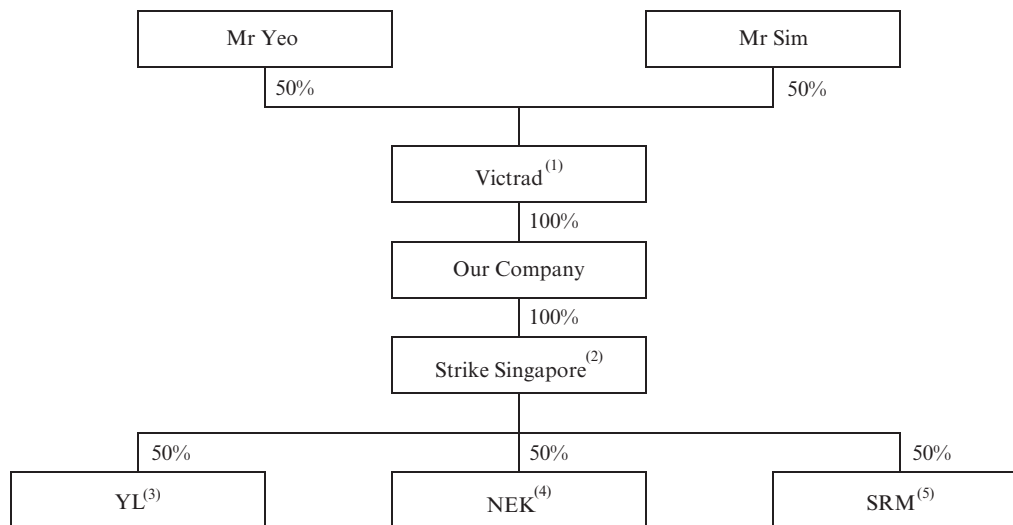 Mr Yeo
Mr Sim
50%
50%
Victrad(1)
100%
Our Company
100%
Strike Singapore(2)
50%
50%
50%
YL(3)
NEK(4)
SRM(5)